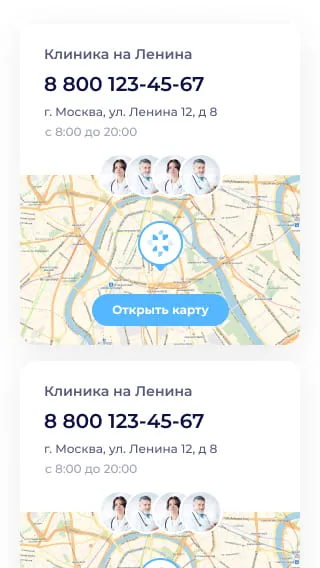 Клиника на Ленина
8 800 123-45-67
г. Москва, ул. Ленина 12, д 8
с 8:00 до 20:00
Открыть карту
Клиника на Ленина
8 800 123-45-67
г. Москва, ул. Ленина 12, д 8
с 8:00 до 20:00